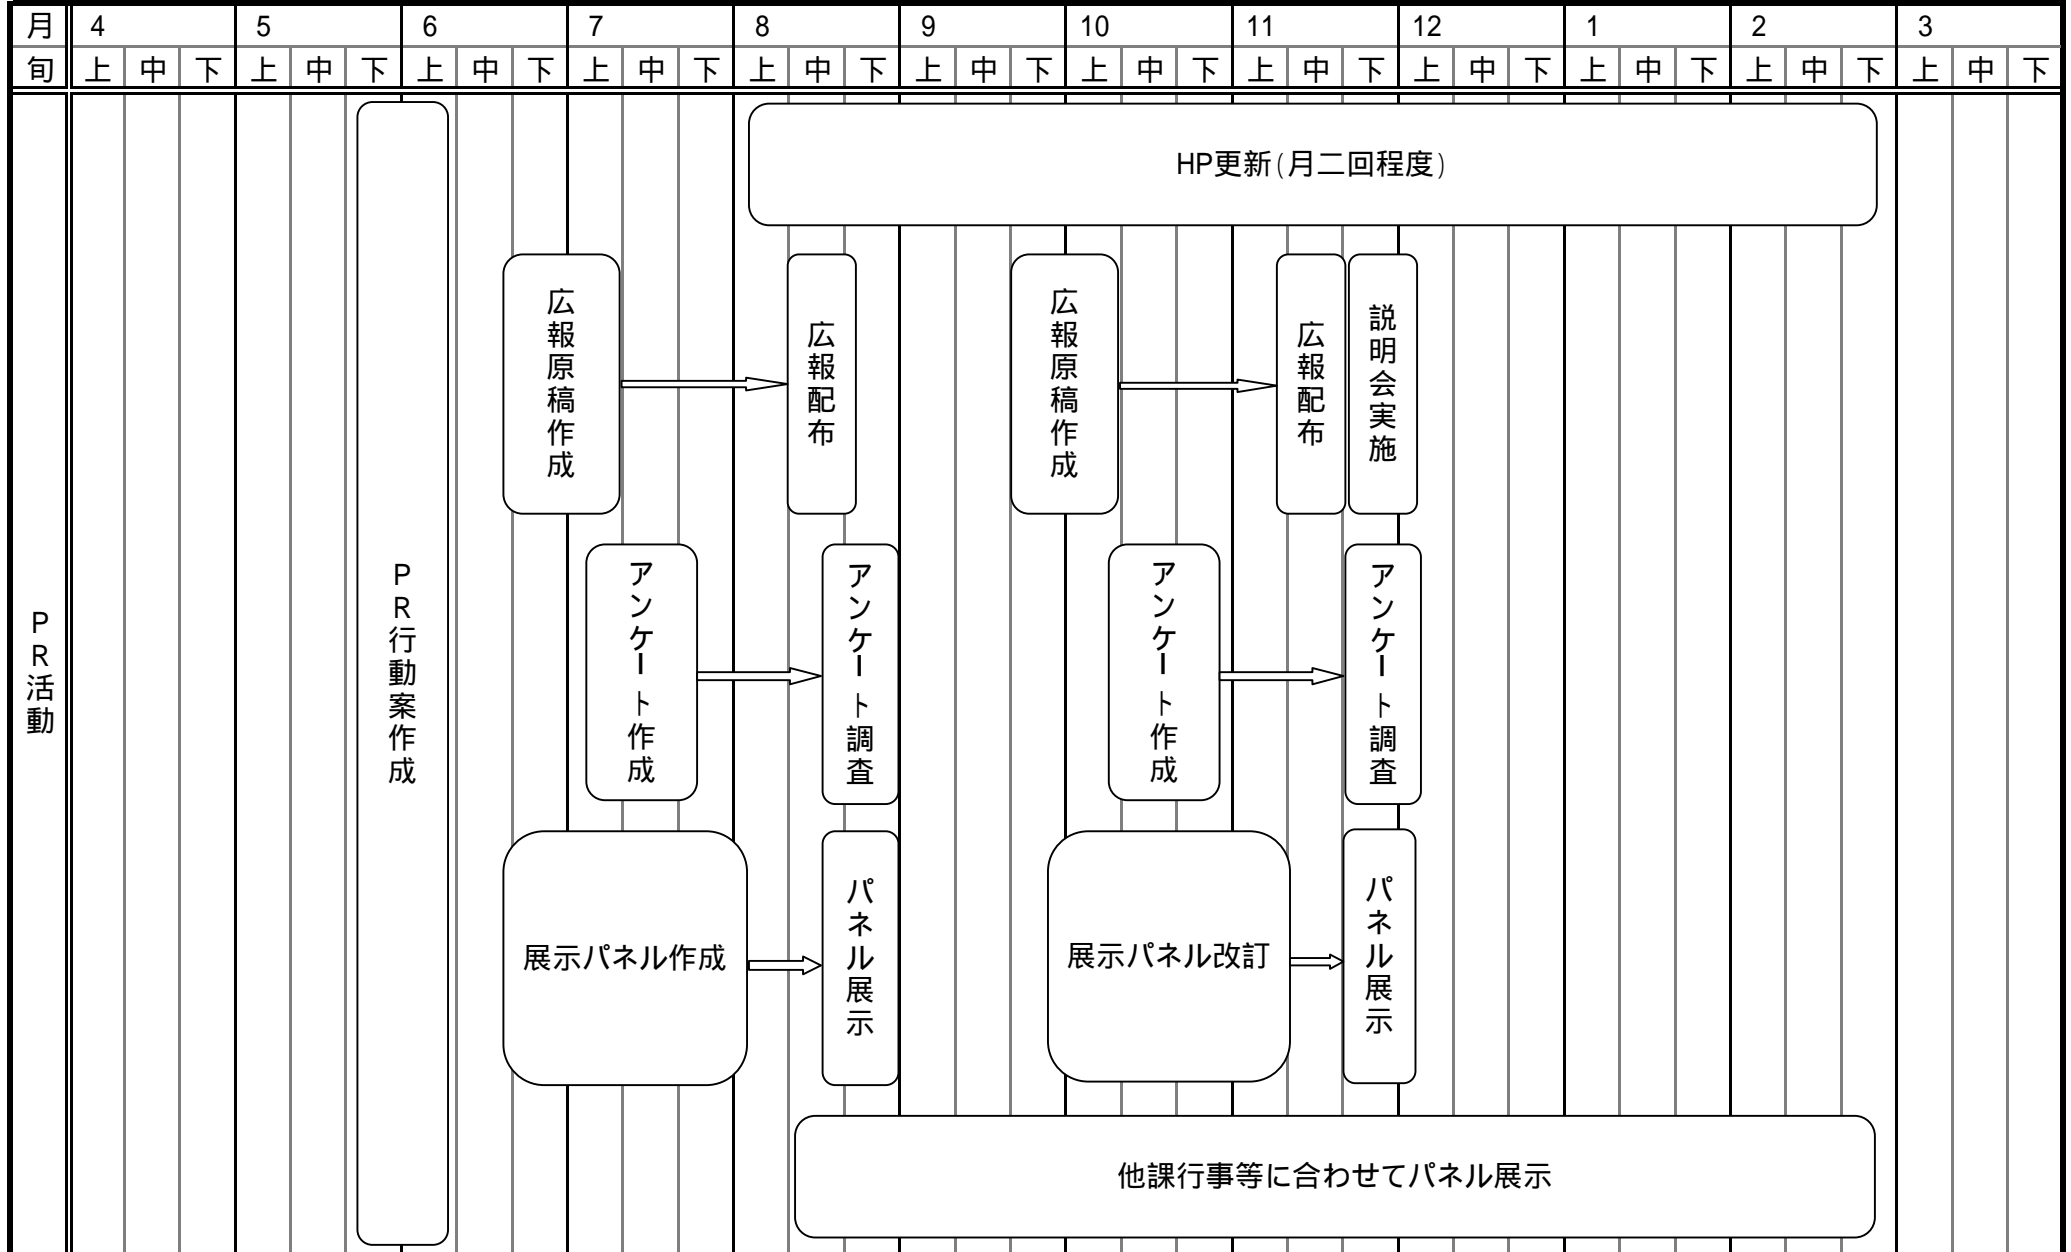 月 4 5 6 7 8 9 10 11 12 1 2 3
旬 上 中 下 上 中 下 上 中 下 上 中 下 上 中 下 上 中 下 上 中 下 上 中 下 上 中 下 上 中 下 上 中 下 上 中 下
PR活動
PR行動案作成
HP更新(月二回程度)
広報原稿作成
広報配布
広報原稿作成
広報配布
説明会実施
アンケート作成
アンケート調査
アンケート作成
アンケート調査
展示パネル作成
パネル展示
展示パネル改訂
パネル展示
他課行事等に合わせてパネル展示